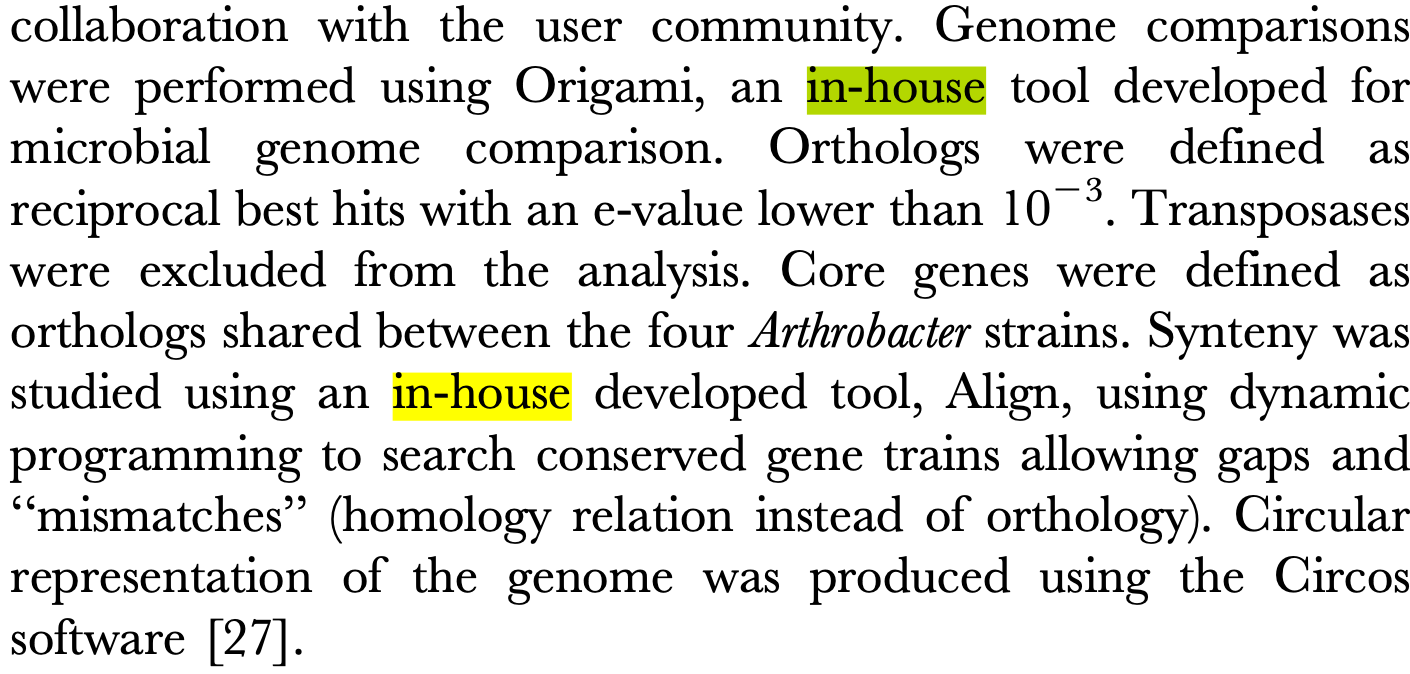 collaboration with the user community. Genome comparisons
were performed using Origami, an in-house tool developed for
microbial genome comparison. Orthologs were defined as
reciprocal best hits with an e-value lower than 10⁻³. Transposases
were excluded from the analysis. Core genes were defined as
orthologs shared between the four Arthrobacter strains. Synteny was
studied using an in-house developed tool, Align, using dynamic
programming to search conserved gene trains allowing gaps and
“mismatches” (homology relation instead of orthology). Circular
representation of the genome was produced using the Circos
software [27].